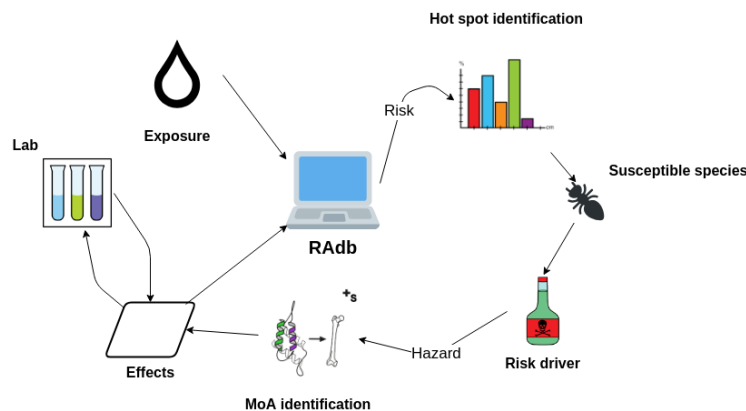 Hot spot identification
Risk
Exposure
Lab
Susceptible species
RAdb
+s
Hazard
Risk driver
Effects
MoA identification